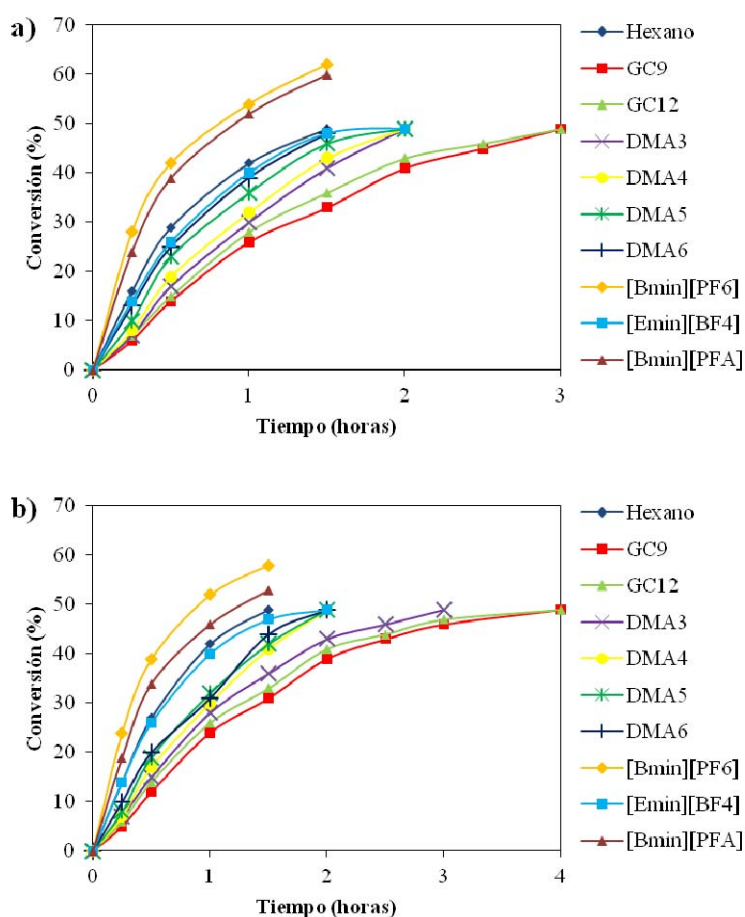 a)
70
60
50
40
30
20
10
0
Conversión (%)
0 1 2 3
Tiempo (horas)
Hexano
GC9
GC12
DMA3
DMA4
DMA5
DMA6
[Bmin][PF6]
[Emin][BF4]
[Bmin][PFA]
b)
70
60
50
40
30
20
10
0
Conversión (%)
0 1 2 3 4
Tiempo (horas)
Hexano
GC9
GC12
DMA3
DMA4
DMA5
DMA6
[Bmin][PF6]
[Emin][BF4]
[Bmin][PFA]